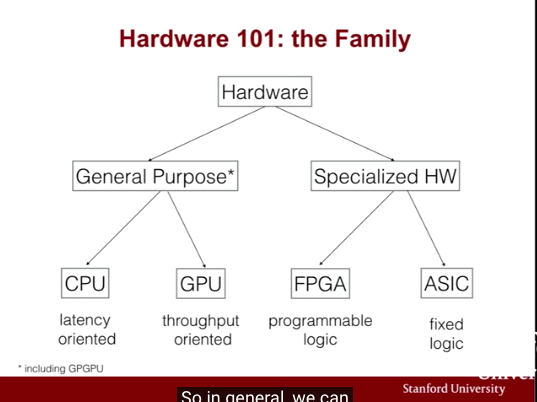 Hardware 101: the Family
Hardware
General Purpose*
Specialized HW
CPU
GPU
FPGA
ASIC
latency
oriented
throughput
oriented
programmable
logic
fixed
logic
* including GPGPU
Stanford University
So in general, we can